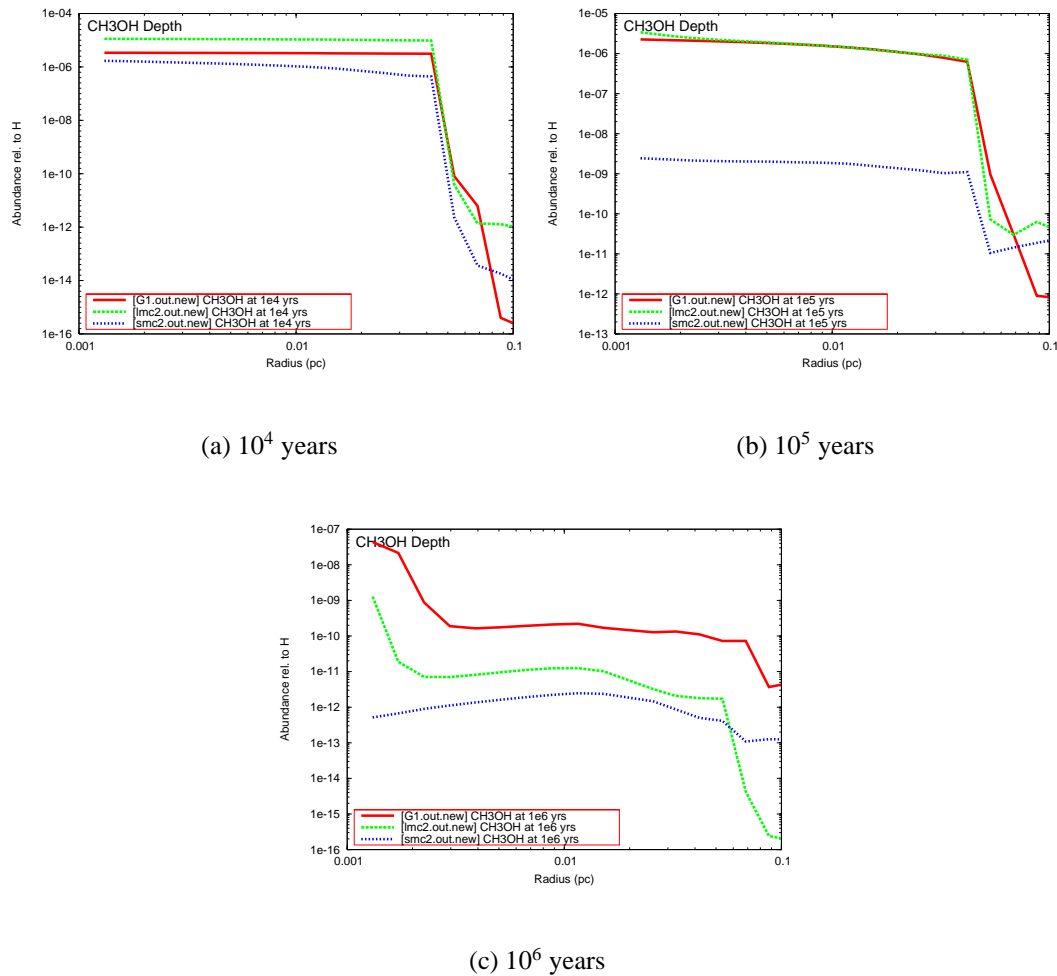 CH3OH Depth
1e-04
1e-06
1e-08
1e-10
1e-12
1e-14
1e-16
Abundance rel. to H
[G1.out.new] CH3OH at 1e4 yrs
[lmc2.out.new] CH3OH at 1e4 yrs
[smc2.out.new] CH3OH at 1e4 yrs
0.001
0.01
0.1
Radius (pc)
(a) 10^4 years
CH3OH Depth
1e-05
1e-06
1e-07
1e-08
1e-09
1e-10
1e-11
1e-12
1e-13
Abundance rel. to H
[G1.out.new] CH3OH at 1e5 yrs
[lmc2.out.new] CH3OH at 1e5 yrs
[smc2.out.new] CH3OH at 1e5 yrs
0.001
0.01
0.1
Radius (pc)
(b) 10^5 years
CH3OH Depth
1e-07
1e-08
1e-09
1e-10
1e-11
1e-12
1e-13
1e-14
1e-15
1e-16
Abundance rel. to H
[G1.out.new] CH3OH at 1e6 yrs
[lmc2.out.new] CH3OH at 1e6 yrs
[smc2.out.new] CH3OH at 1e6 yrs
0.001
0.01
0.1
Radius (pc)
(c) 10^6 years